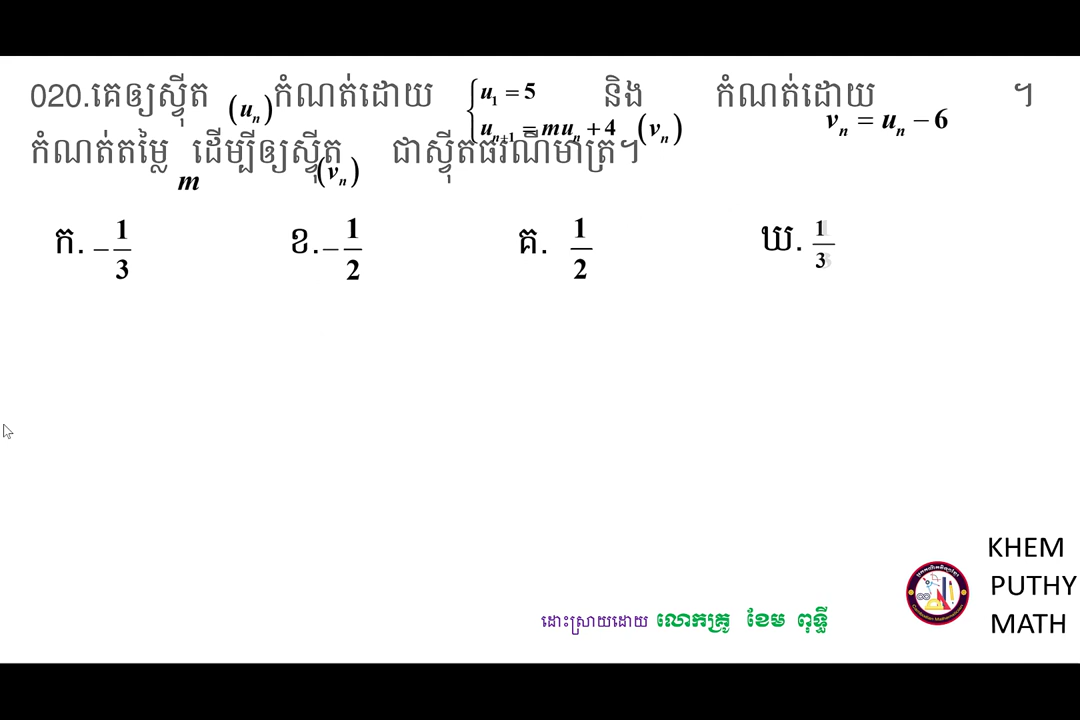 020.គេឲ្យស្វ៊ីត (uₙ) កំណត់ដោយ { u₁ = 5 និង (vₙ) កំណត់ដោយ vₙ = uₙ − 6 ។
uₙ₊₁ = muₙ + 4
កំណត់តម្លៃ m ដើម្បីឲ្យស្វ៊ីត (vₙ) ជាស្វ៊ីតធរណីមាត្រ។
ក. −1/3 ខ. −1/2 គ. 1/2 ឃ. 1/3
KHEM
PUTHY
MATH
ដោះស្រាយដោយ លោកគ្រូ ខែម ពុទ្ធី